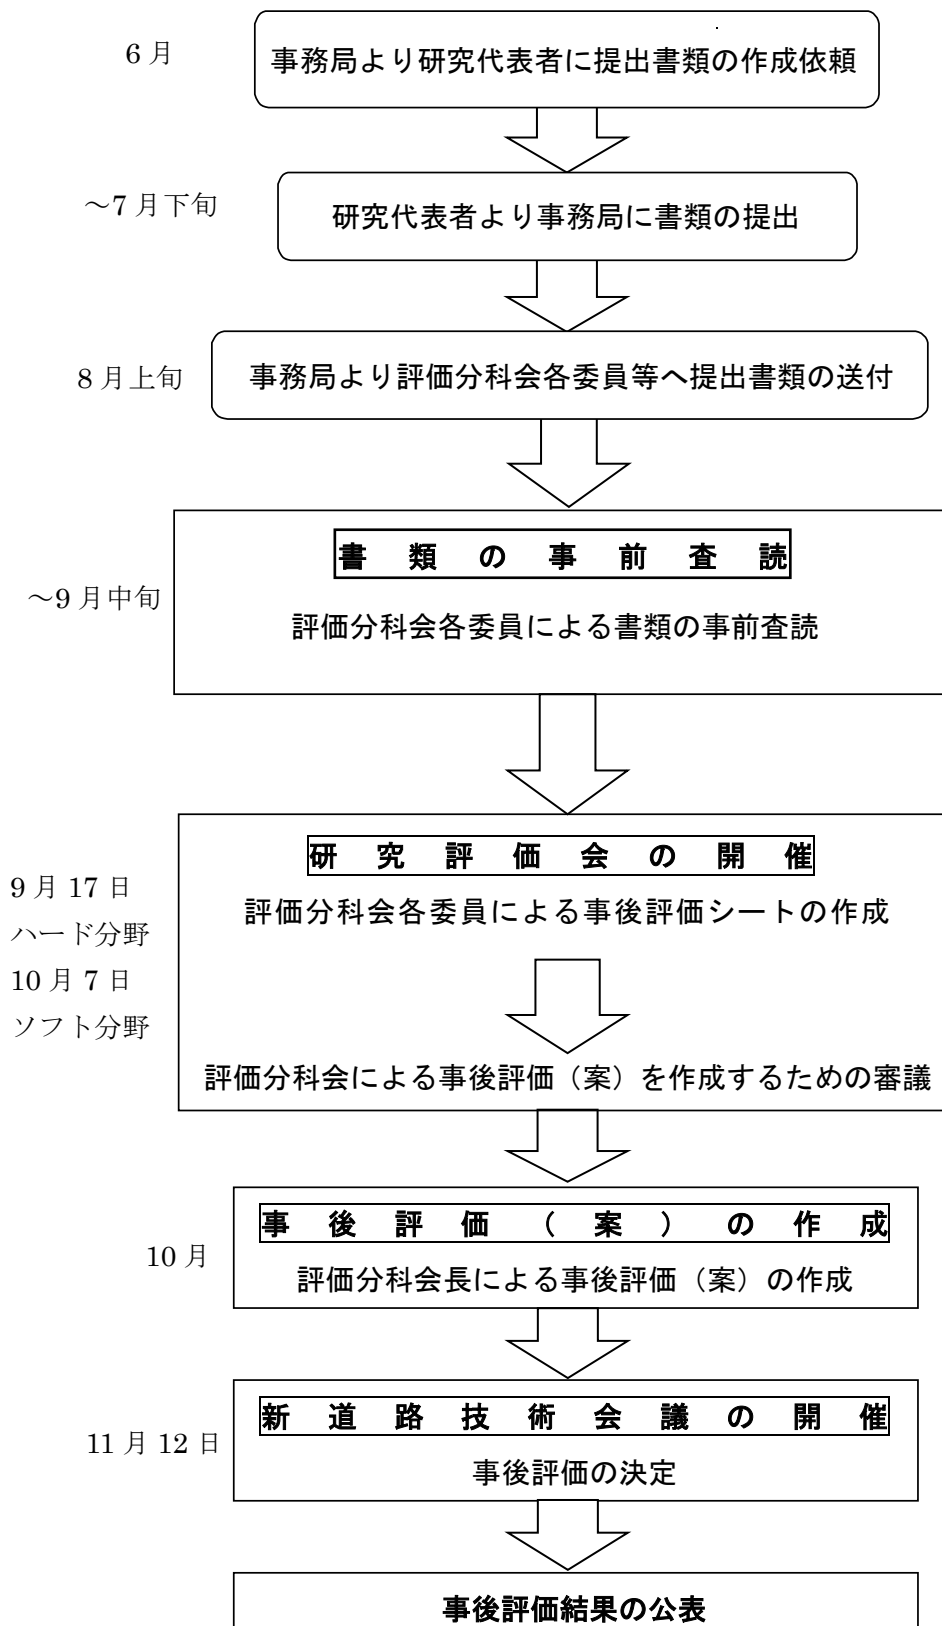 6 月
事務局より研究代表者に提出書類の作成依頼
～7 月下旬
研究代表者より事務局に書類の提出
8 月上旬
事務局より評価分科会各委員等へ提出書類の送付
書類の事前査読
～9 月中旬
評価分科会各委員による書類の事前査読
研究評価会の開催
9 月 17 日
ハード分野
10 月 7 日
ソフト分野
評価分科会各委員による事後評価シートの作成
評価分科会による事後評価（案）を作成するための審議
事後評価（案）の作成
10 月
評価分科会長による事後評価（案）の作成
新道路技術会議の開催
11 月 12 日
事後評価の決定
事後評価結果の公表